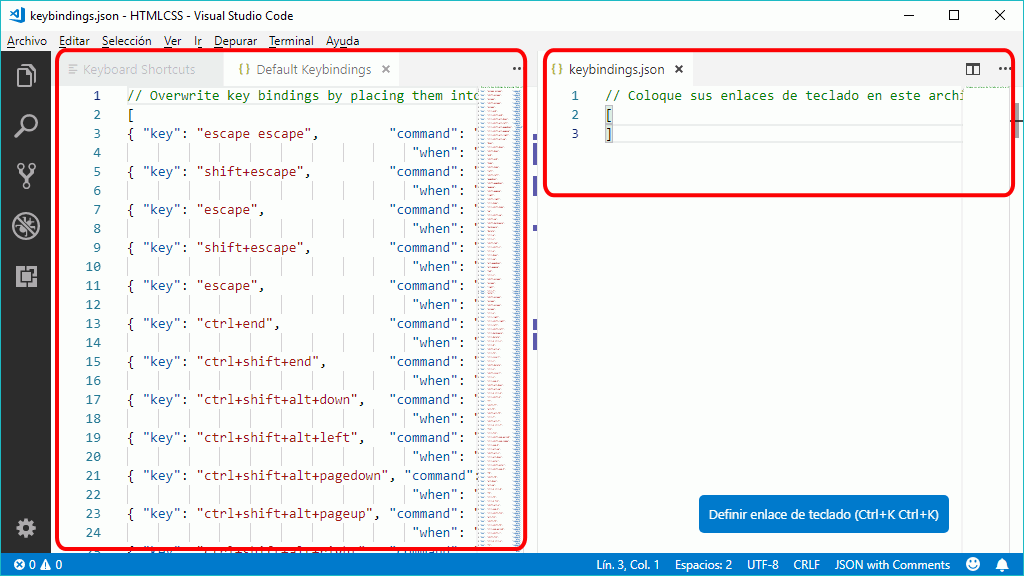 keybindings.json - HTMLCSS - Visual Studio Code
Archivo Editar Selección Ver Ir Depurar Terminal Ayuda
Keyboard Shortcuts {} Default Keybindings ×
1 // Overwrite key bindings by placing them into
2 [
3 { "key": "escape escape", "command": "
4 "when": "
5 { "key": "shift+escape", "command": "
6 "when": "
7 { "key": "escape", "command": "
8 "when": "
9 { "key": "shift+escape", "command": "
10 "when": "
11 { "key": "escape", "command": "
12 "when": "
13 { "key": "ctrl+end", "command": "
14 "when": "
15 { "key": "ctrl+shift+end", "command": "
16 "when": "
17 { "key": "ctrl+shift+alt+down", "command": "
18 "when": "
19 { "key": "ctrl+shift+alt+left", "command": "
20 "when": "
21 { "key": "ctrl+shift+alt+pagedown", "command":
22 "when": "
23 { "key": "ctrl+shift+alt+pageup", "command": "
24 "when": "
{} keybindings.json ×
1 // Coloque sus enlaces de teclado en este archi
2 [
3 ]
Definir enlace de teclado (Ctrl+K Ctrl+K)
0 0 Lín. 3, Col. 1 Espacios: 2 UTF-8 CRLF JSON with Comments